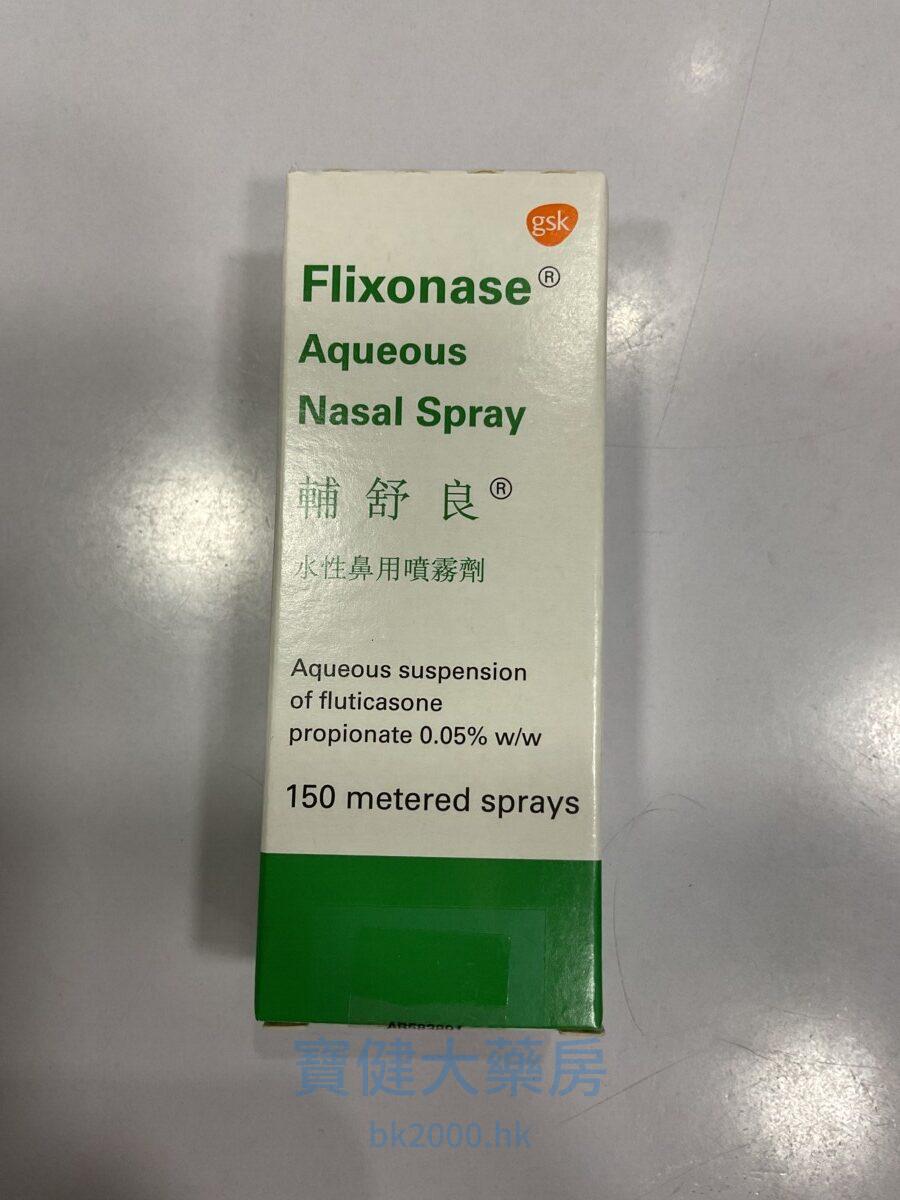 gsk
Flixonase®
Aqueous
Nasal Spray
輔舒良®
水性鼻用噴霧劑
Aqueous suspension
of fluticasone
propionate 0.05% w/w
150 metered sprays
寶健大藥房
bk2000.hk